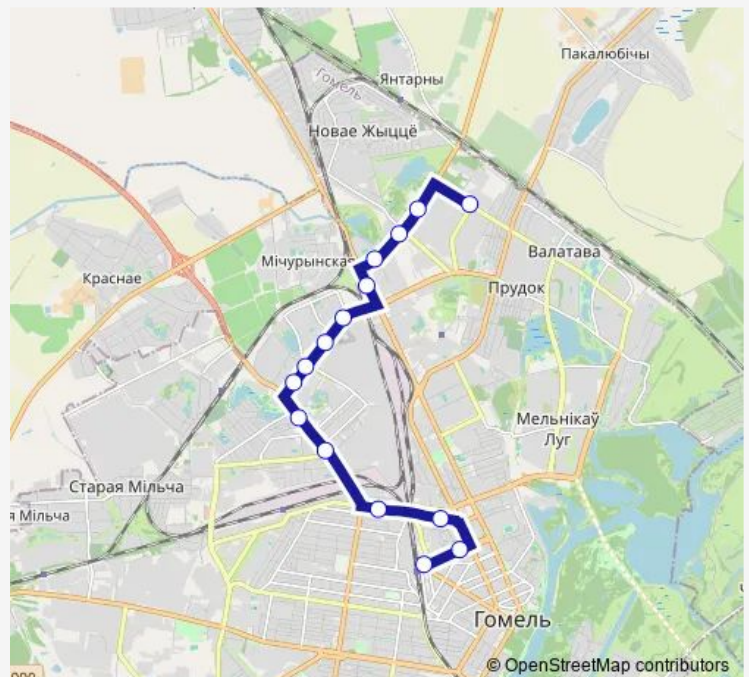 Пакалюбічы
Янтарны
Гомель
Новае Жыццё
Валатава
Мічурынская
Краснае
Прудок
Мельнікаў
Луг
Старая Мільча
я Мільча
Гомель
© OpenStreetMap contributors